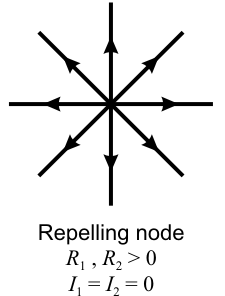 Repelling node
R₁ , R₂ > 0
I₁ = I₂ = 0